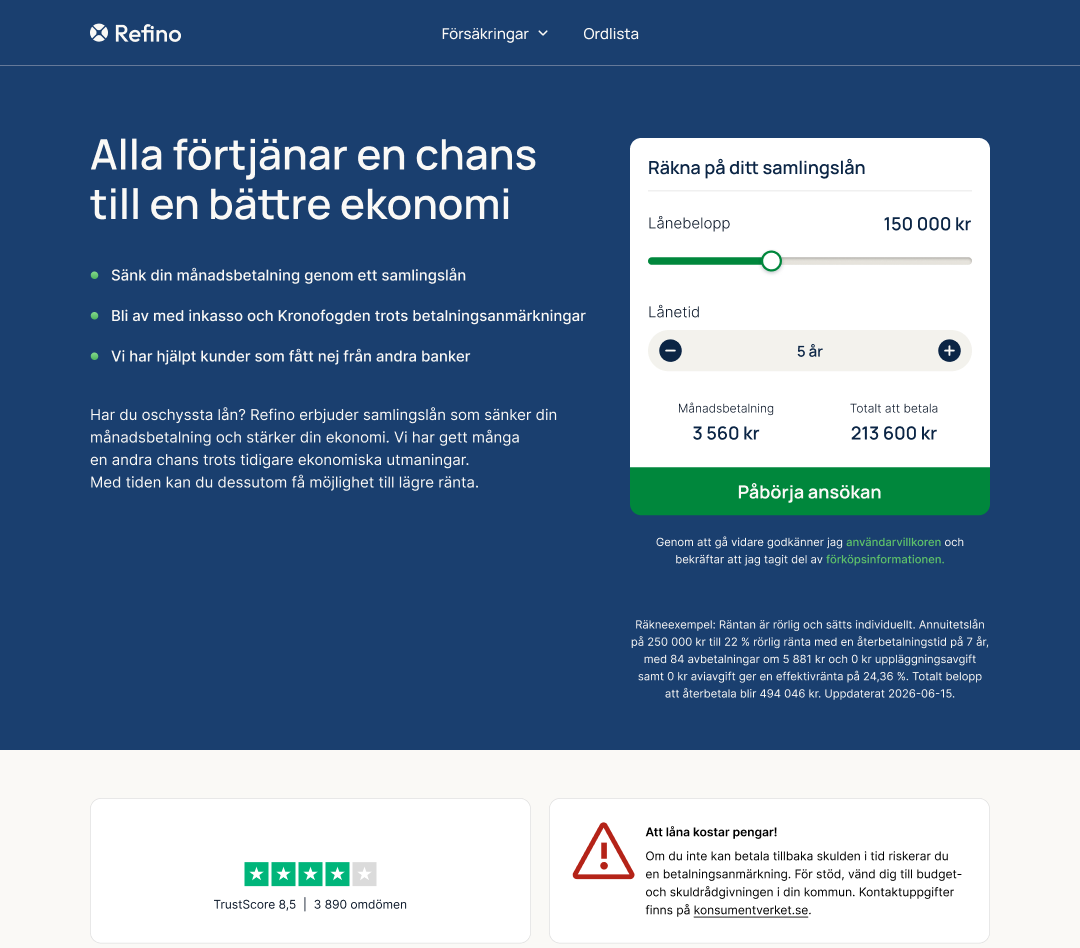 Refino
Försäkringar
Ordlista
Alla förtjänar en chans
till en bättre ekonomi
Sänk din månadsbetalning genom ett samlingslån
Bli av med inkasso och Kronofogden trots betalningsanmärkningar
Vi har hjälpt kunder som fått nej från andra banker
Har du oschyssta lån? Refino erbjuder samlingslån som sänker din
månadsbetalning och stärker din ekonomi. Vi har gett många
en andra chans trots tidigare ekonomiska utmaningar.
Med tiden kan du dessutom få möjlighet till lägre ränta.
Räkna på ditt samlingslån
Lånebelopp 150 000 kr
Lånetid
5 år
Månadsbetalning Totalt att betala
3 560 kr 213 600 kr
Påbörja ansökan
Genom att gå vidare godkänner jag användarvillkoren och
bekräftar att jag tagit del av förköpsinformationen.
Räkneexempel: Räntan är rörlig och sätts individuellt. Annuitetslån
på 250 000 kr till 22 % rörlig ränta med en återbetalningstid på 7 år,
med 84 avbetalningar om 5 881 kr och 0 kr uppläggningsavgift
samt 0 kr aviavgift ger en effektivränta på 24,36 %. Totalt belopp
att återbetala blir 494 046 kr. Uppdaterat 2026-06-15.
TrustScore 8,5 | 3 890 omdömen
Att låna kostar pengar!
Om du inte kan betala tillbaka skulden i tid riskerar du
en betalningsanmärkning. För stöd, vänd dig till budget-
och skuldrådgivningen i din kommun. Kontaktuppgifter
finns på konsumentverket.se.